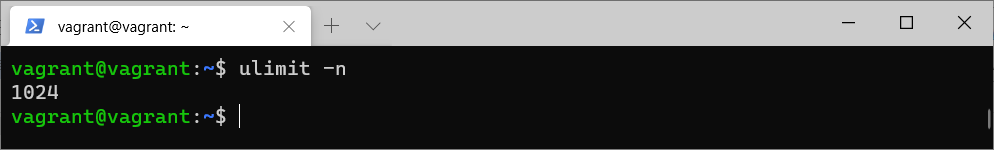 vagrant@vagrant: ~
vagrant@vagrant:~$ ulimit -n
1024
vagrant@vagrant:~$